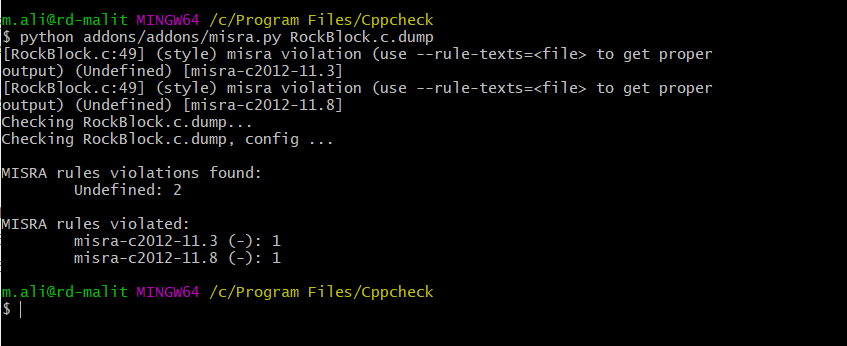 m.ali@rd-malit MINGW64 /c/Program Files/Cppcheck
$ python addons/addons/misra.py RockBlock.c.dump
[RockBlock.c:49] (style) misra violation (use --rule-texts=<file> to get proper
output) (Undefined) [misra-c2012-11.3]
[RockBlock.c:49] (style) misra violation (use --rule-texts=<file> to get proper
output) (Undefined) [misra-c2012-11.8]
Checking RockBlock.c.dump...
Checking RockBlock.c.dump, config ...

MISRA rules violations found:
        Undefined: 2

MISRA rules violated:
        misra-c2012-11.3 (-): 1
        misra-c2012-11.8 (-): 1

m.ali@rd-malit MINGW64 /c/Program Files/Cppcheck
$